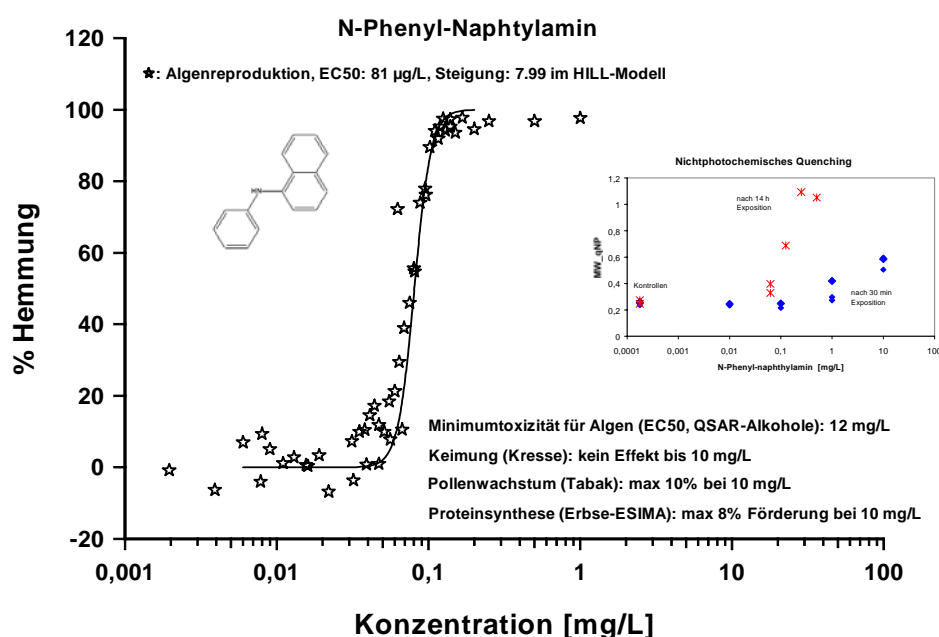 N-Phenyl-Naphtylamin
: Algenreproduktion, EC50: 81 µg/L, Steigung: 7.99 im HILL-Modell
120
100
80
60
40
20
0
-20
% Hemmung
HN
Nichtphotochemisches Quenching
1,2
1
0,8
0,6
0,4
0,2
0
MW_qNP
nach 14 h
Exposition
Kontrollen
nach 30 min
Exposition
0,0001
0,001
0,01
0,1
1
10
100
N-Phenyl-naphthylamin [mg/L]
Minimumtoxizität für Algen (EC50, QSAR-Alkohole): 12 mg/L
Keimung (Kresse): kein Effekt bis 10 mg/L
Pollenwachstum (Tabak): max 10% bei 10 mg/L
Proteinsynthese (Erbse-ESIMA): max 8% Förderung bei 10 mg/L
0,001
0,01
0,1
1
10
100
Konzentration [mg/L]